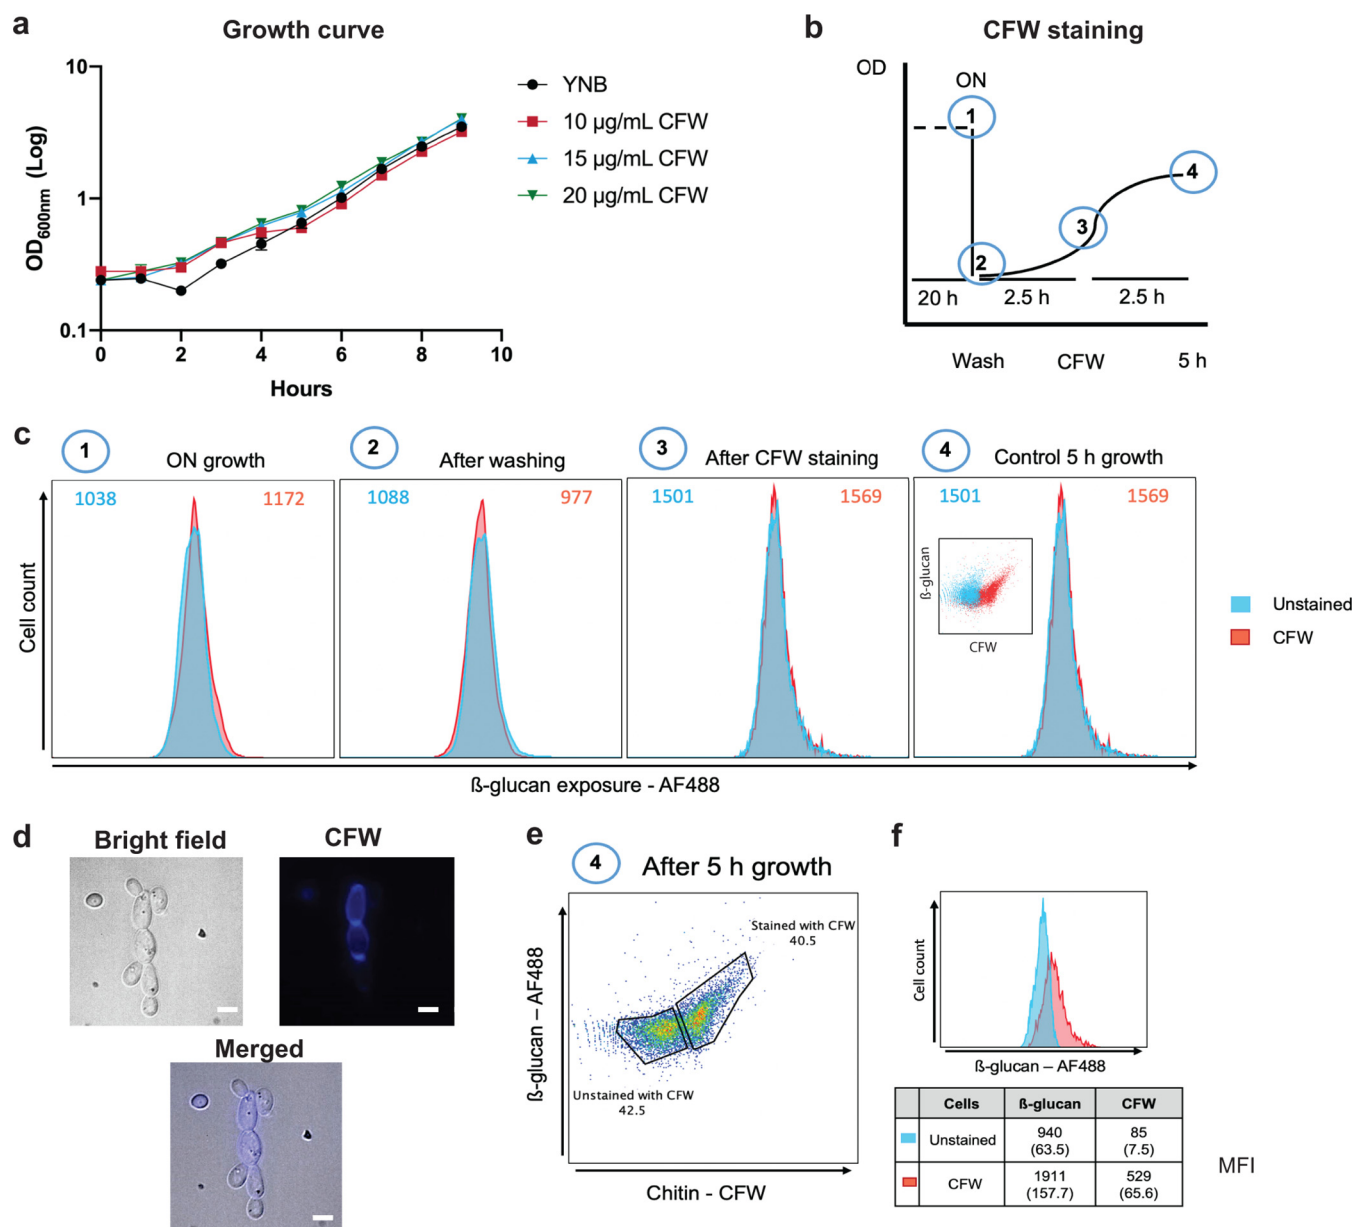 a
Growth curve
10
1
0.1
OD600nm (Log)
0 2 4 6 8 10
Hours
YNB
10 µg/mL CFW
15 µg/mL CFW
20 µg/mL CFW
b
CFW staining
OD
ON
1
2
3
4
20 h 2.5 h 2.5 h
Wash CFW 5 h
c
1 ON growth
1038 1172
2 After washing
1088 977
3 After CFW staining
1501 1569
4 Control 5 h growth
1501 1569
ß-glucan
CFW
Cell count
ß-glucan exposure - AF488
Unstained
CFW
d
Bright field
CFW
Merged
e
4 After 5 h growth
Stained with CFW
40.5
Unstained with CFW
42.5
ß-glucan – AF488
Chitin - CFW
f
Cell count
ß-glucan – AF488
Cells ß-glucan CFW
Unstained 940 (63.5) 85 (7.5)
CFW 1911 (157.7) 529 (65.6)
MFI